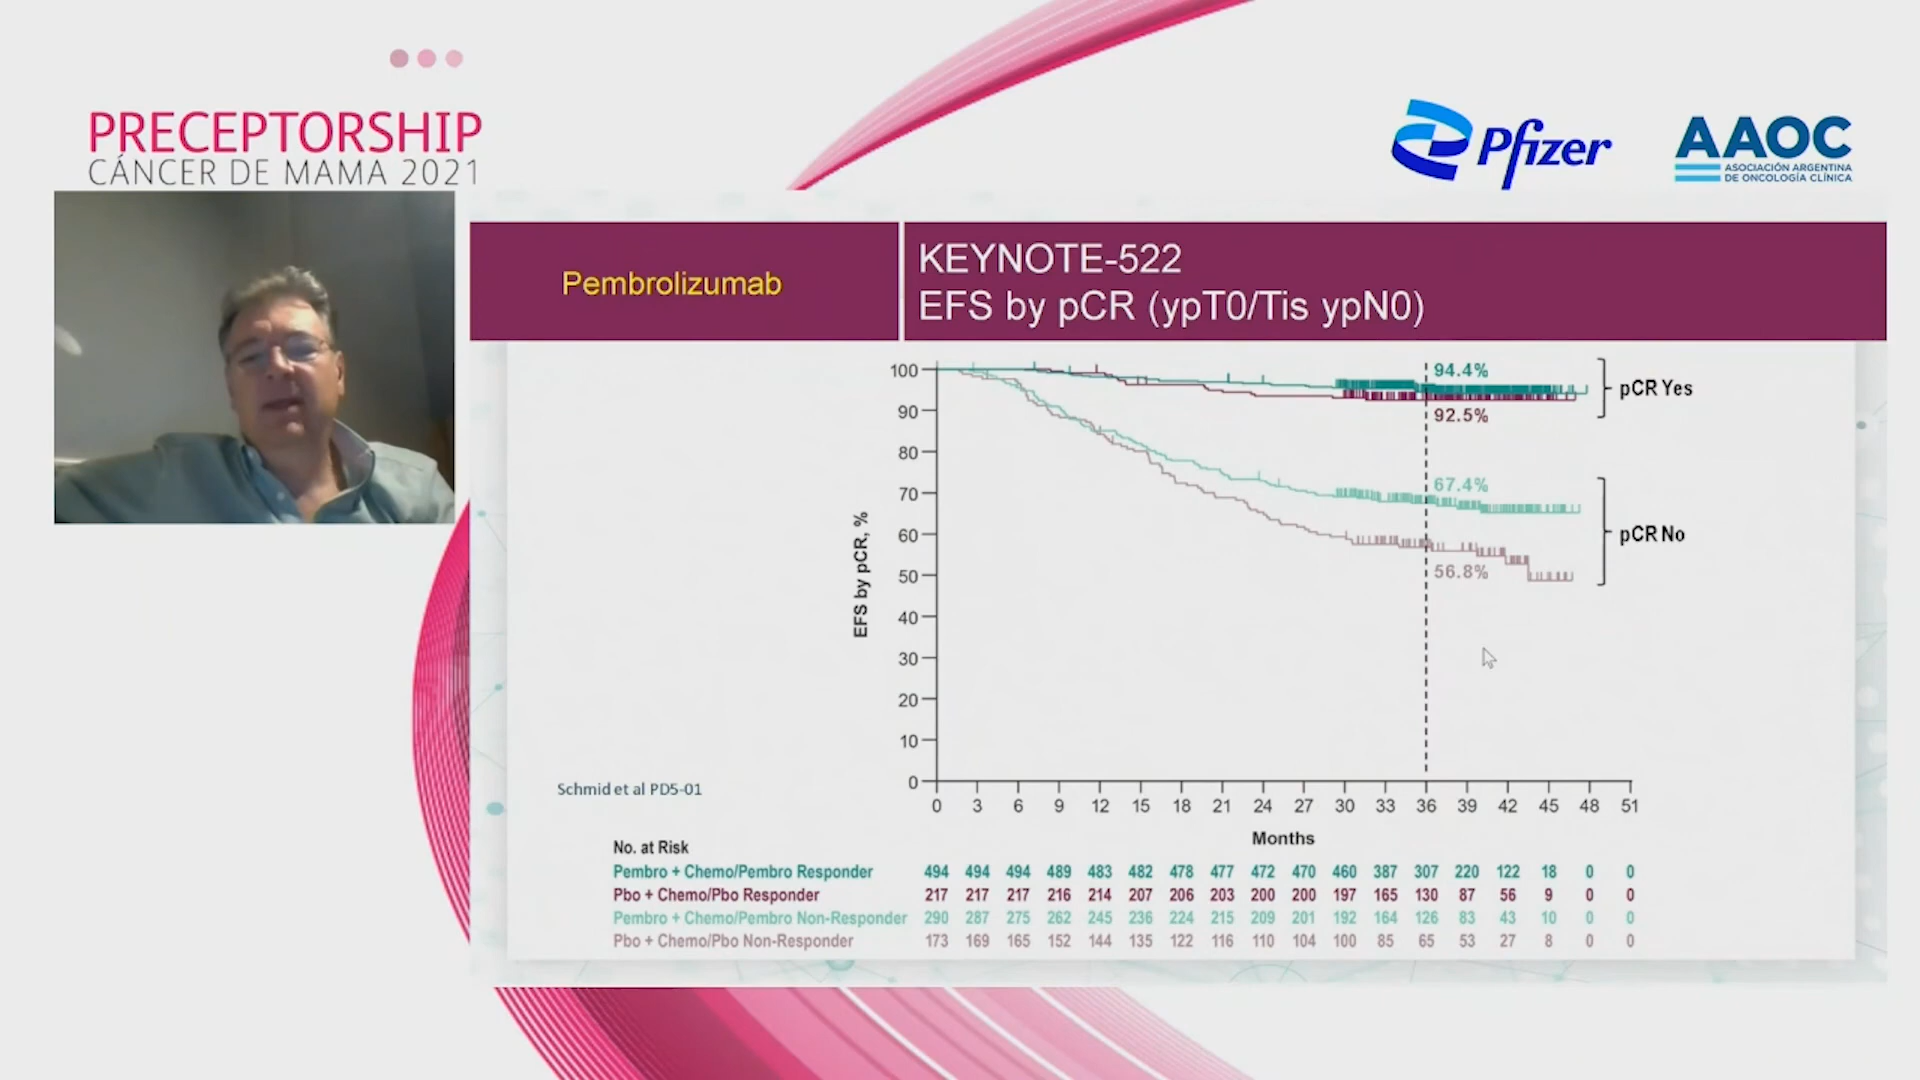 PRECEPTORSHIP
CÁNCER DE MAMA 2021
Pfizer
AAOC
ASOCIACIÓN ARGENTINA
DE ONCOLOGÍA CLÍNICA
Pembrolizumab
KEYNOTE-522
EFS by pCR (ypT0/Tis ypN0)
100
90
80
70
60
50
40
30
20
10
0
EFS by pCR, %
94.4%
92.5%
pCR Yes
67.4%
56.8%
pCR No
0 3 6 9 12 15 18 21 24 27 30 33 36 39 42 45 48 51
Months
Schmid et al PD5-01
No. at Risk
Pembro + Chemo/Pembro Responder 494 494 494 489 483 482 478 477 472 470 460 387 307 220 122 18 0 0
Pbo + Chemo/Pbo Responder 217 217 217 216 214 207 206 203 200 200 197 165 130 87 56 9 0 0
Pembro + Chemo/Pembro Non-Responder 290 287 275 262 245 236 224 215 209 201 192 164 126 83 43 10 0 0
Pbo + Chemo/Pbo Non-Responder 173 169 165 152 144 135 122 116 110 104 100 85 65 53 27 8 0 0